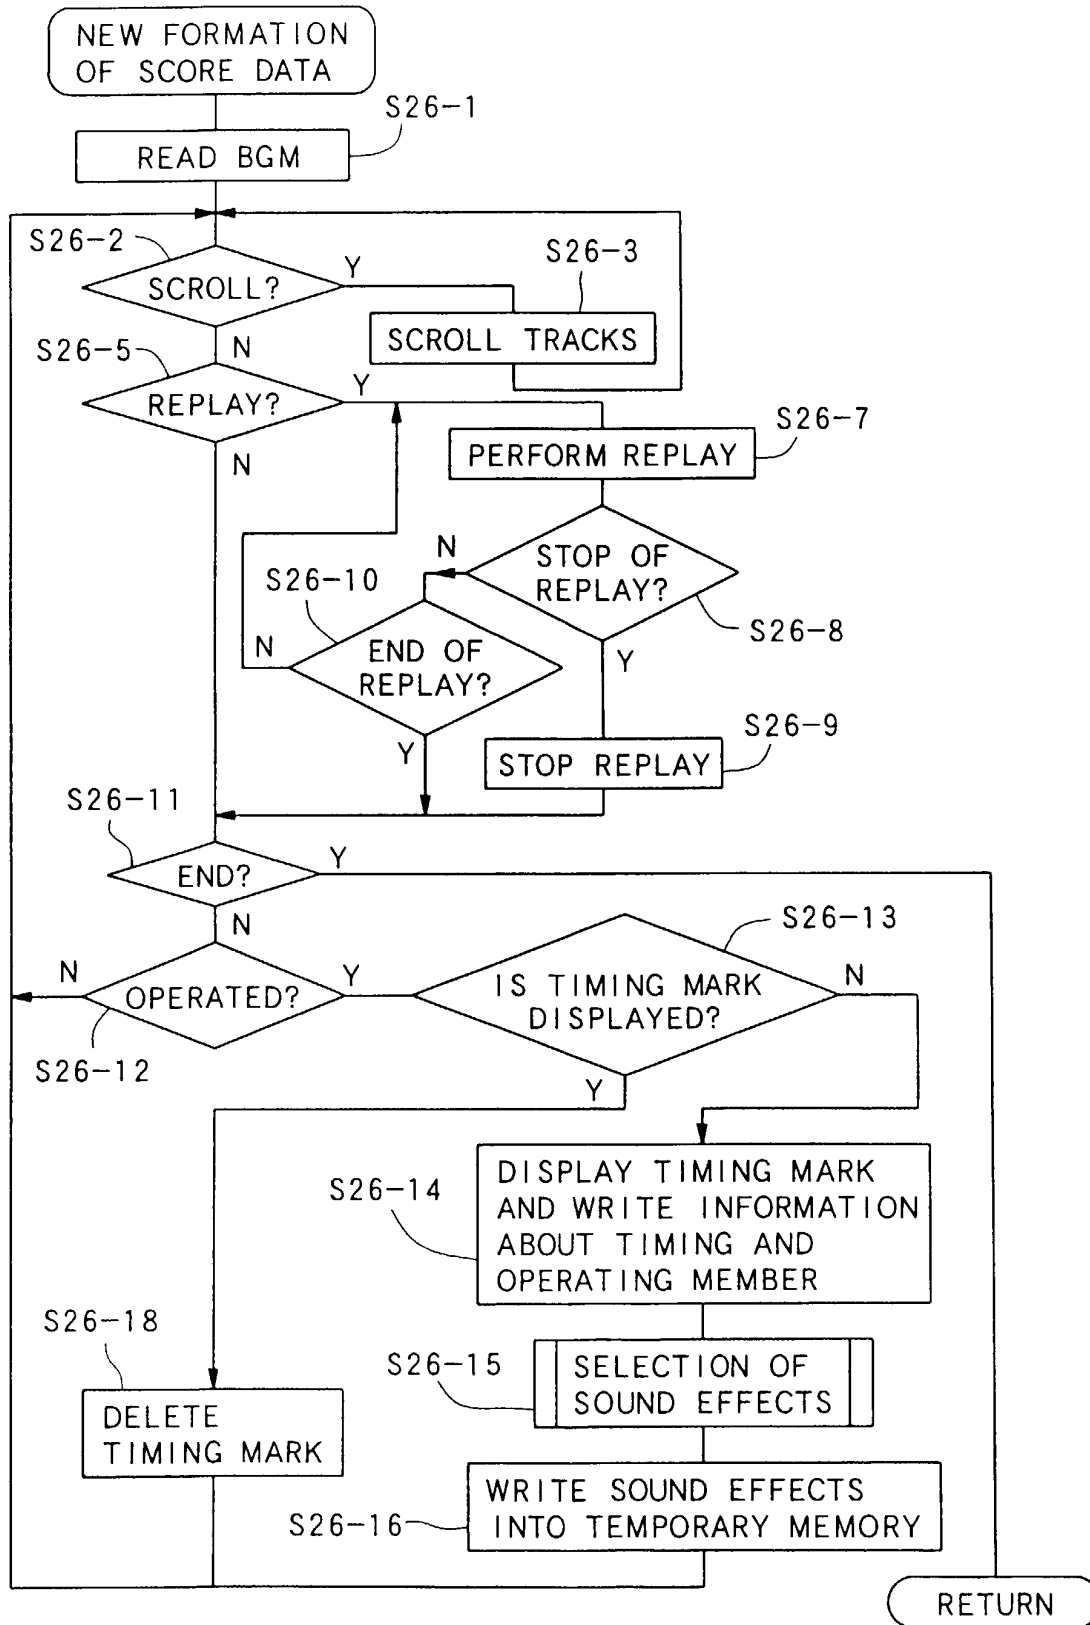 NEW FORMATION
OF SCORE DATA
S26-1
READ BGM
S26-2
SCROLL?
Y
S26-3
SCROLL TRACKS
N
S26-5
REPLAY?
Y
N
S26-7
PERFORM REPLAY
STOP OF
REPLAY?
N
S26-8
Y
S26-10
END OF
REPLAY?
N
Y
S26-9
STOP REPLAY
S26-11
END?
Y
N
S26-12
OPERATED?
N
Y
S26-13
IS TIMING MARK
DISPLAYED?
N
Y
S26-14
DISPLAY TIMING MARK
AND WRITE INFORMATION
ABOUT TIMING AND
OPERATING MEMBER
S26-18
DELETE
TIMING MARK
S26-15
SELECTION OF
SOUND EFFECTS
S26-16
WRITE SOUND EFFECTS
INTO TEMPORARY MEMORY
RETURN